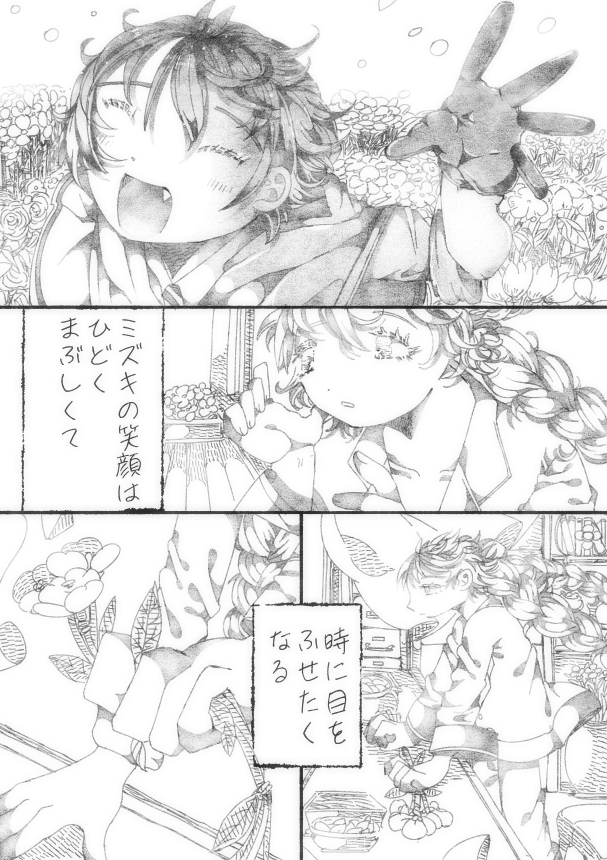 ミズキの笑顔は
ひどく
まぶしくて
時に目を
ふせたく
なる